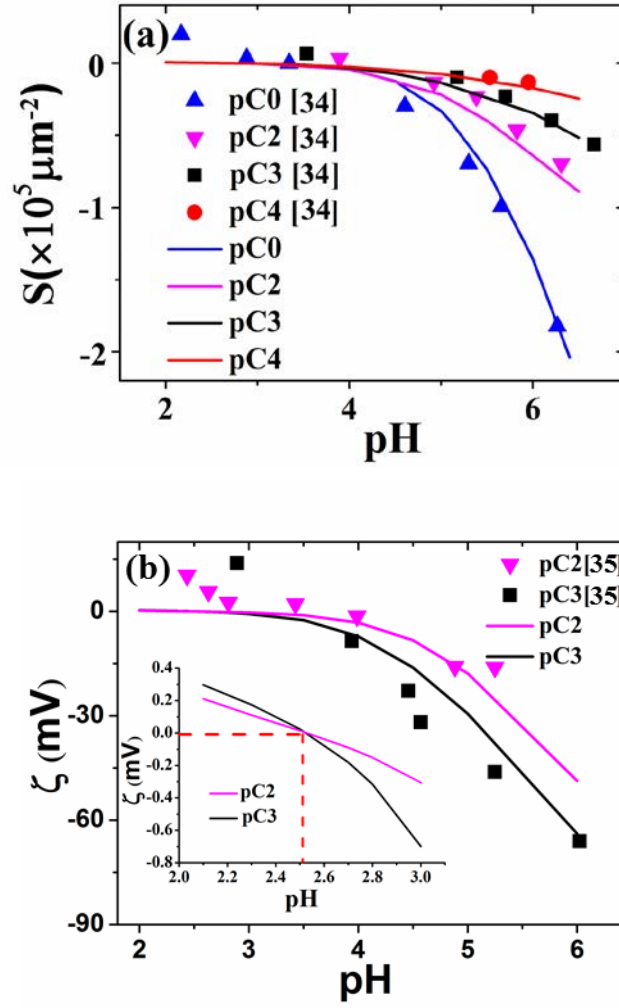 (a)
0
-1
-2
S(×10⁵μm⁻²)
pC0 [34]
pC2 [34]
pC3 [34]
pC4 [34]
pC0
pC2
pC3
pC4
2
4
6
pH
(b)
0
-30
-60
-90
ζ (mV)
pC2[35]
pC3[35]
pC2
pC3
0.4
0.2
0.0
-0.2
-0.4
-0.6
-0.8
ζ (mV)
pC2
pC3
2.0
2.2
2.4
2.6
2.8
3.0
pH
2
3
4
5
6
pH